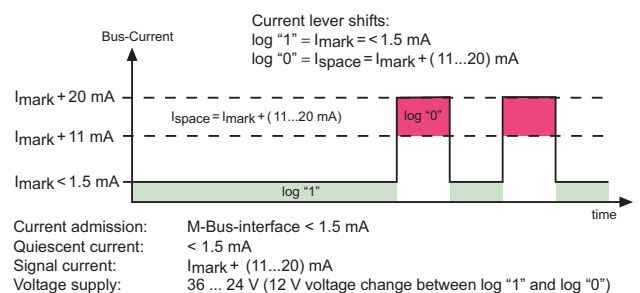 Current lever shifts:
log “1” = Imark = < 1.5 mA
log “0” = Ispace = Imark + ( 11...20) mA
Bus-Current
Imark + 20 mA
Ispace = Imark + ( 11...20 mA)
log “0”
Imark + 11 mA
Imark < 1.5 mA
log “1”
time
Current admission: M-Bus-interface < 1.5 mA
Quiescent current: < 1.5 mA
Signal current: Imark + (11...20) mA
Voltage supply: 36 ... 24 V (12 V voltage change between log “1” and log “0”)